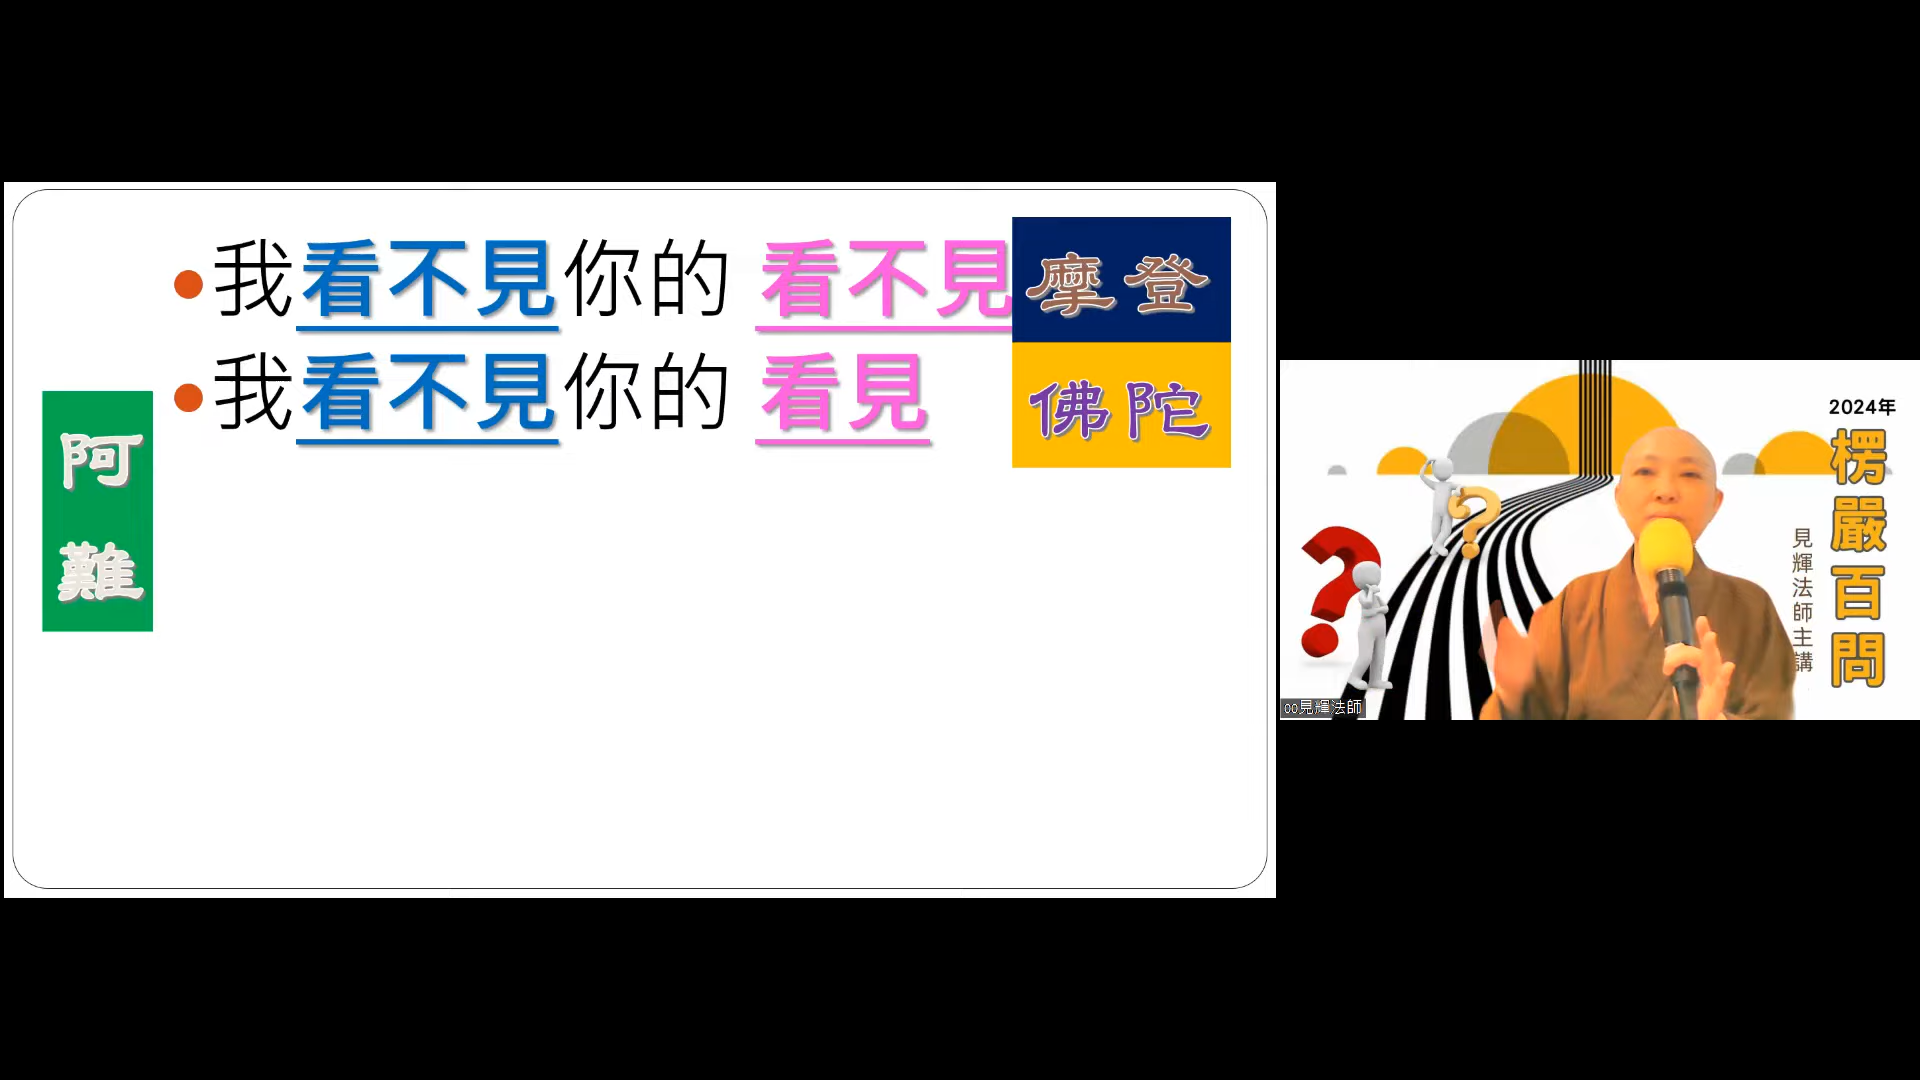 我看不見你的 看不見
摩登
我看不見你的 看見
佛陀
阿難
2024年
楞嚴百問
見輝法師主講
oo見輝法師